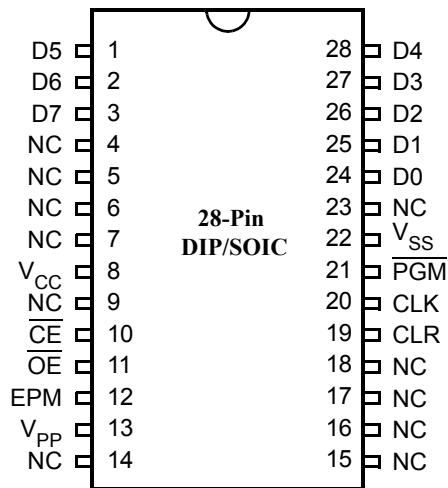 D5 1 28 D4
D6 2 27 D3
D7 3 26 D2
NC 4 25 D1
NC 5 24 D0
NC 6 23 NC
28-Pin
NC 7 22 VSS
DIP/SOIC
VCC 8 21 PGM
NC 9 20 CLK
CE 10 19 CLR
OE 11 18 NC
EPM 12 17 NC
VPP 13 16 NC
NC 14 15 NC